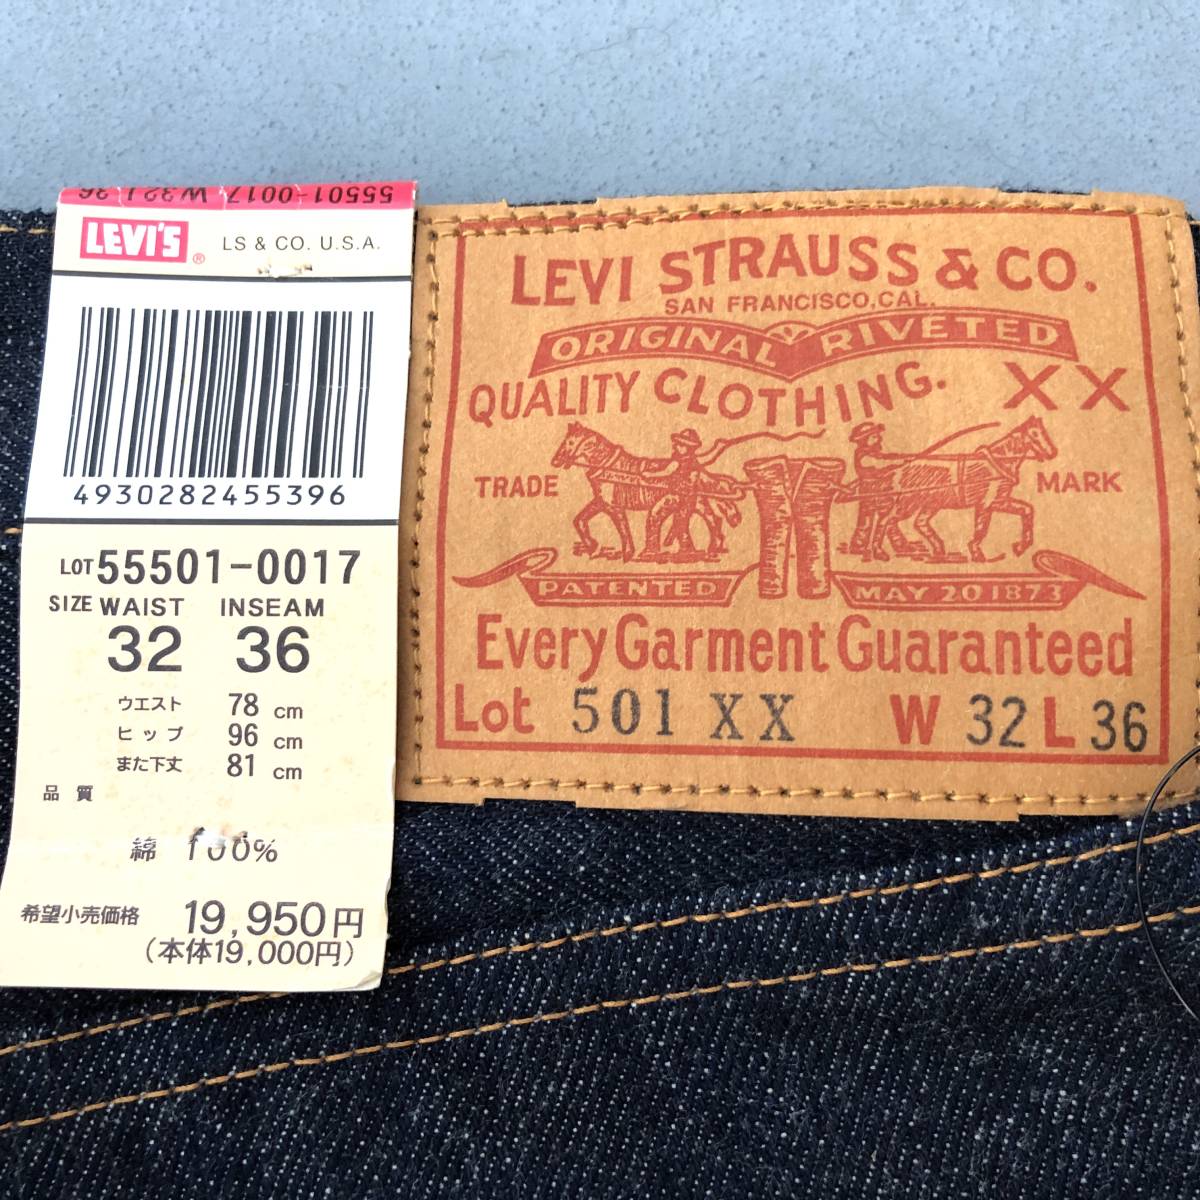 55501-0017 W 32 L 36
LEVI'S ® LS & CO. U.S.A.
4930282455396
LOT 55501-0017
SIZE WAIST INSEAM
32 36
ウエスト 78 cm
ヒップ 96 cm
また下丈 81 cm
品質
綿 100%
希望小売価格 19,950円
(本体19,000円)
LEVI STRAUSS & CO.
SAN FRANCISCO, CAL.
ORIGINAL RIVETED
QUALITY CLOTHING. XX
TRADE MARK
PATENTED MAY 20 1873
Every Garment Guaranteed
Lot 501 XX W 32 L 36